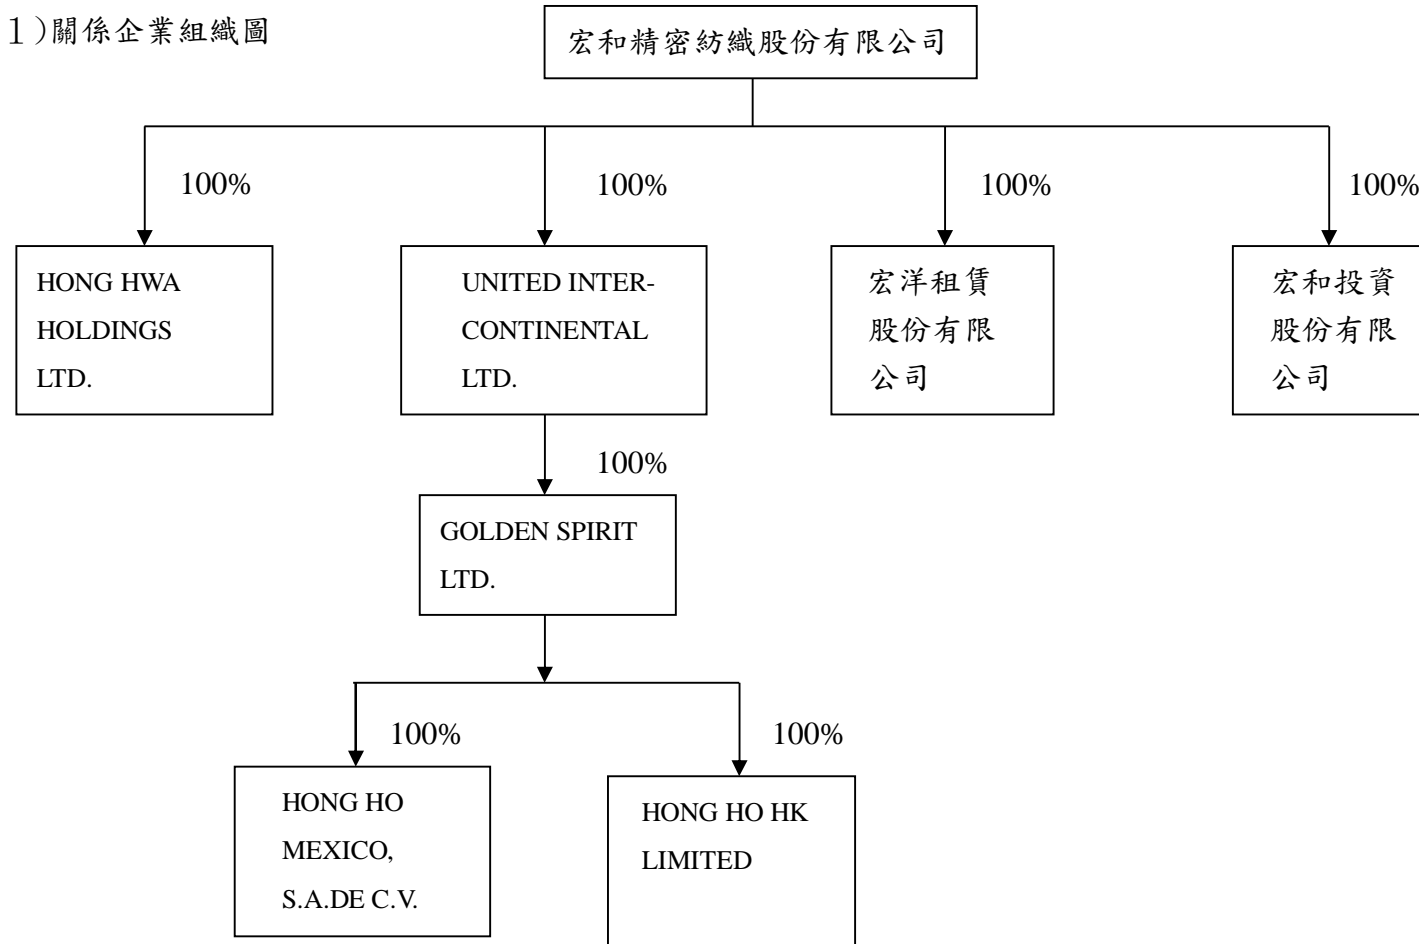 1)關係企業組織圖
宏和精密紡織股份有限公司
100%
100%
100%
100%
HONG HWA
HOLDINGS
LTD.
UNITED INTER-
CONTINENTAL
LTD.
宏洋租賃
股份有限
公司
宏和投資
股份有限
公司
100%
GOLDEN SPIRIT
LTD.
100%
100%
HONG HO
MEXICO,
S.A.DE C.V.
HONG HO HK
LIMITED